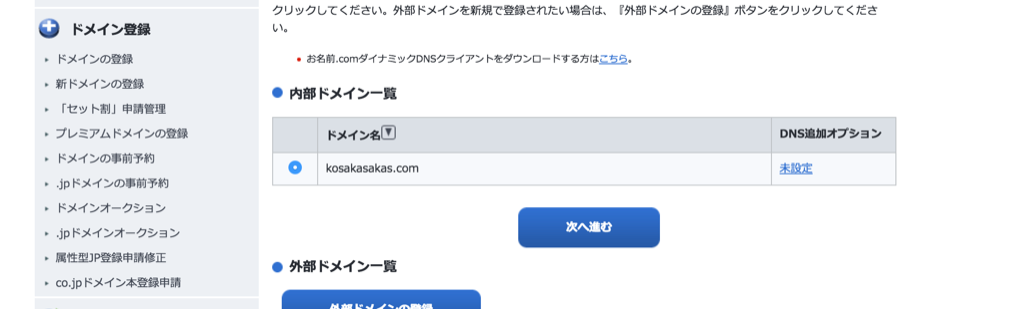 ドメイン登録
ドメインの登録
新ドメインの登録
「セット割」申請管理
プレミアムドメインの登録
ドメインの事前予約
.jpドメインの事前予約
ドメインオークション
.jpドメインオークション
属性型JP登録申請修正
co.jpドメイン本登録申請
クリックしてください。外部ドメインを新規で登録されたい場合は、『外部ドメインの登録』ボタンをクリックしてくださ
い。
お名前.comダイナミックDNSクライアントをダウンロードする方はこちら。
内部ドメイン一覧
ドメイン名▼ DNS追加オプション
kosakasakas.com 未設定
次へ進む
外部ドメイン一覧
外部ドメインの登録